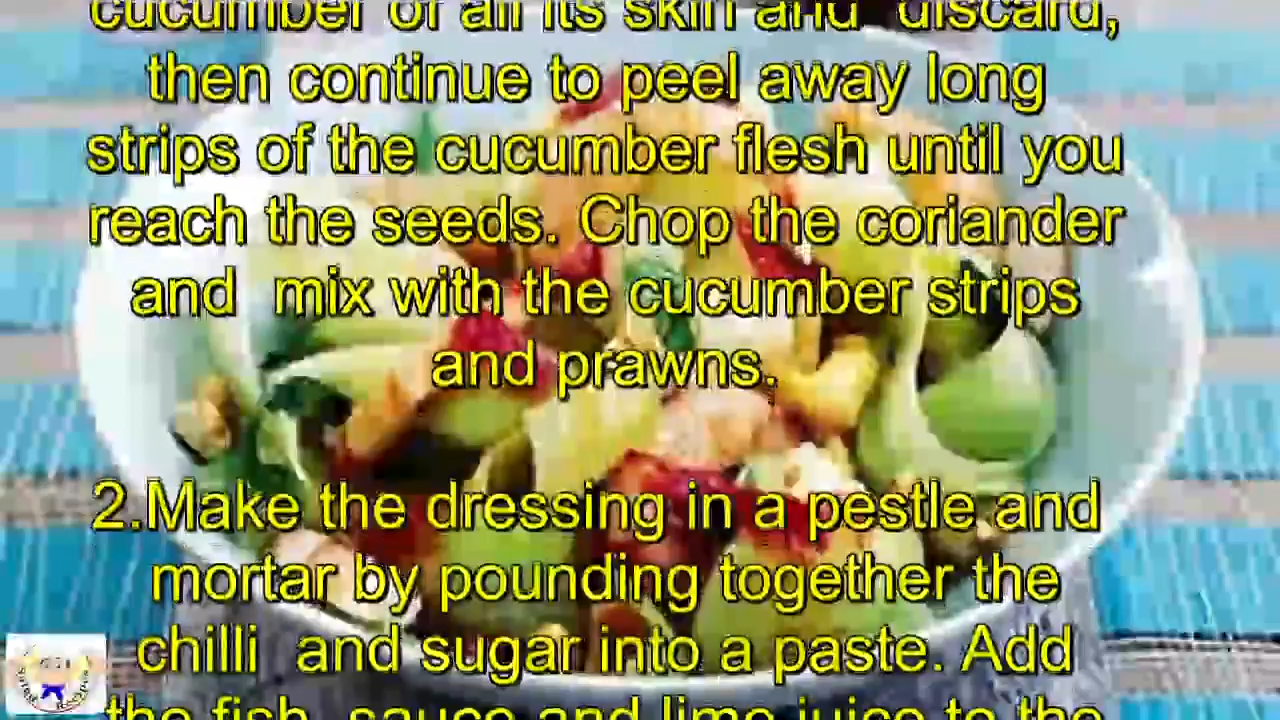 cucumber of all its skin and discard,
then continue to peel away long
strips of the cucumber flesh until you
reach the seeds. Chop the coriander
and mix with the cucumber strips
and prawns.
2.Make the dressing in a pestle and
mortar by pounding together the
chilli and sugar into a paste. Add
the fish sauce and lime juice to the